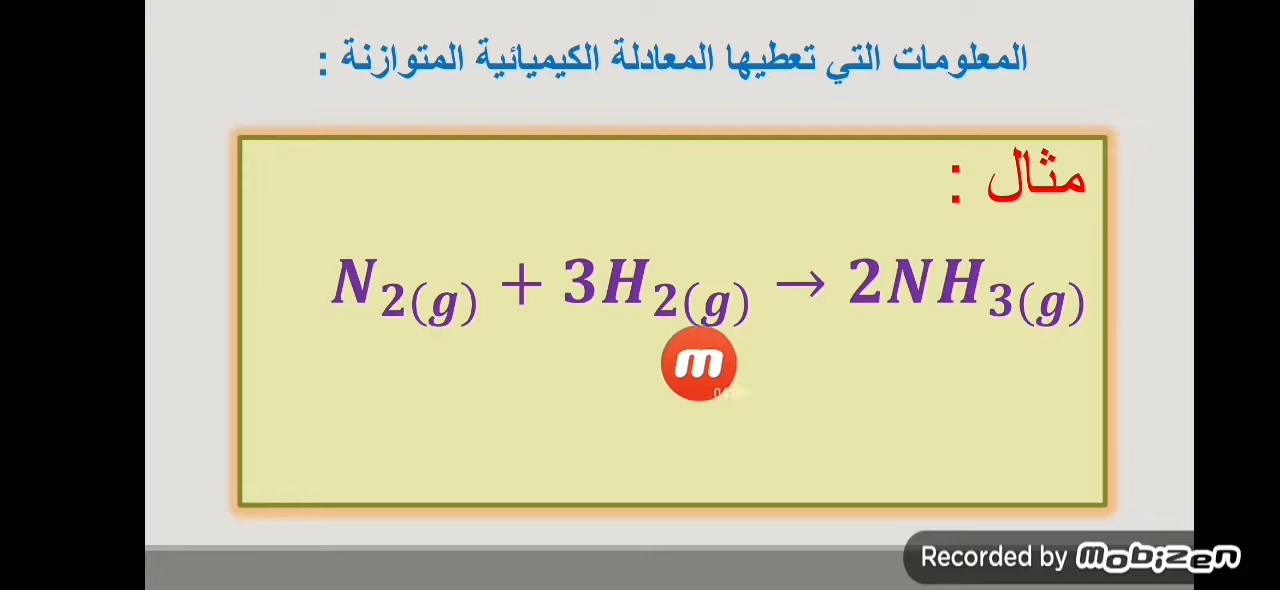 المعلومات التي تعطيها المعادلة الكيميائية المتوازنة :
مثال :
N₂(g) + 3H₂(g) → 2NH₃(g)
m
Recorded by Mobizen